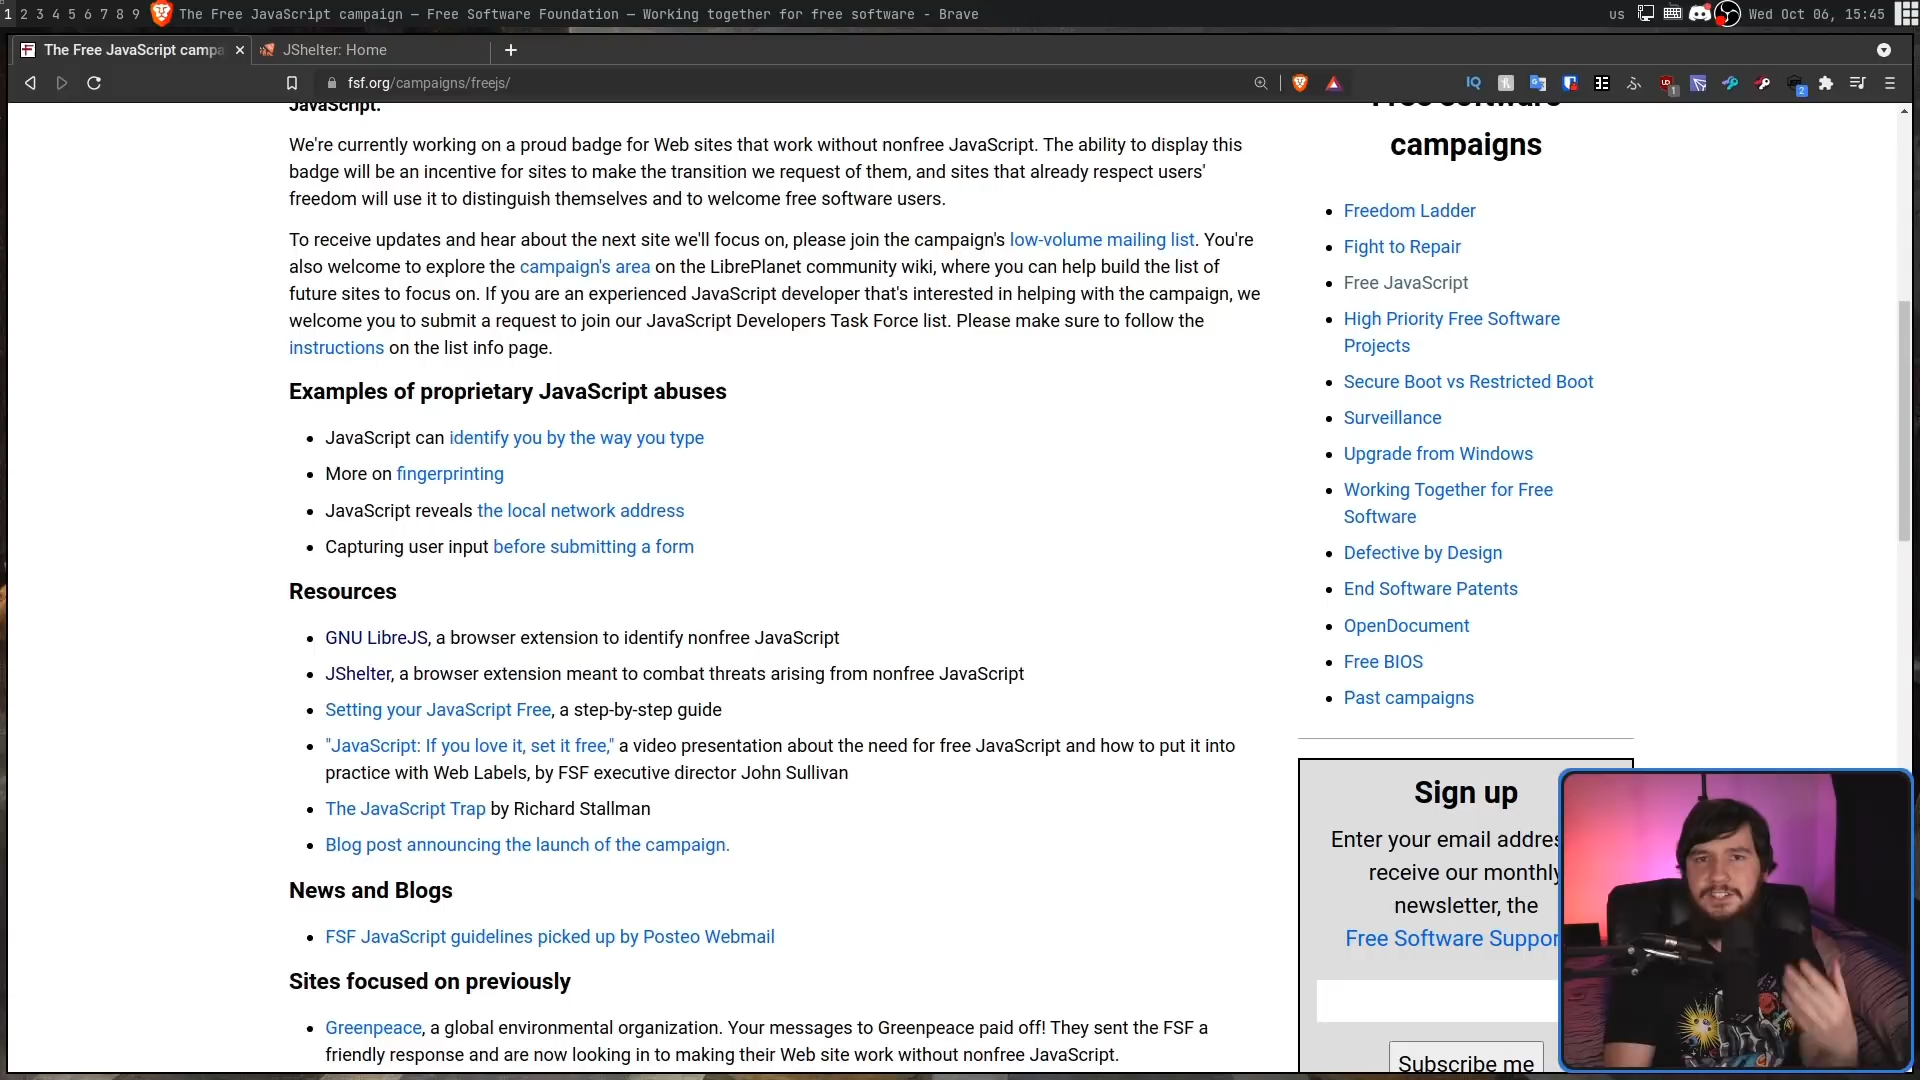 1 2 3 4 5 6 7 8 9 The Free JavaScript campaign — Free Software Foundation — Working together for free software - Brave
us Wed Oct 06, 15:45
The Free JavaScript campa
JShelter: Home
fsf.org/campaigns/freejs/
JavaScript.
We're currently working on a proud badge for Web sites that work without nonfree JavaScript. The ability to display this
badge will be an incentive for sites to make the transition we request of them, and sites that already respect users'
freedom will use it to distinguish themselves and to welcome free software users.
To receive updates and hear about the next site we'll focus on, please join the campaign's low-volume mailing list. You're
also welcome to explore the campaign's area on the LibrePlanet community wiki, where you can help build the list of
future sites to focus on. If you are an experienced JavaScript developer that's interested in helping with the campaign, we
welcome you to submit a request to join our JavaScript Developers Task Force list. Please make sure to follow the
instructions on the list info page.
Examples of proprietary JavaScript abuses
JavaScript can identify you by the way you type
More on fingerprinting
JavaScript reveals the local network address
Capturing user input before submitting a form
Resources
GNU LibreJS, a browser extension to identify nonfree JavaScript
JShelter, a browser extension meant to combat threats arising from nonfree JavaScript
Setting your JavaScript Free, a step-by-step guide
"JavaScript: If you love it, set it free," a video presentation about the need for free JavaScript and how to put it into
practice with Web Labels, by FSF executive director John Sullivan
The JavaScript Trap by Richard Stallman
Blog post announcing the launch of the campaign.
News and Blogs
FSF JavaScript guidelines picked up by Posteo Webmail
Sites focused on previously
Greenpeace, a global environmental organization. Your messages to Greenpeace paid off! They sent the FSF a
friendly response and are now looking in to making their Web site work without nonfree JavaScript.
Free software
campaigns
Freedom Ladder
Fight to Repair
Free JavaScript
High Priority Free Software
Projects
Secure Boot vs Restricted Boot
Surveillance
Upgrade from Windows
Working Together for Free
Software
Defective by Design
End Software Patents
OpenDocument
Free BIOS
Past campaigns
Sign up
Enter your email addres
receive our monthly
newsletter, the
Free Software Suppor
Subscribe me